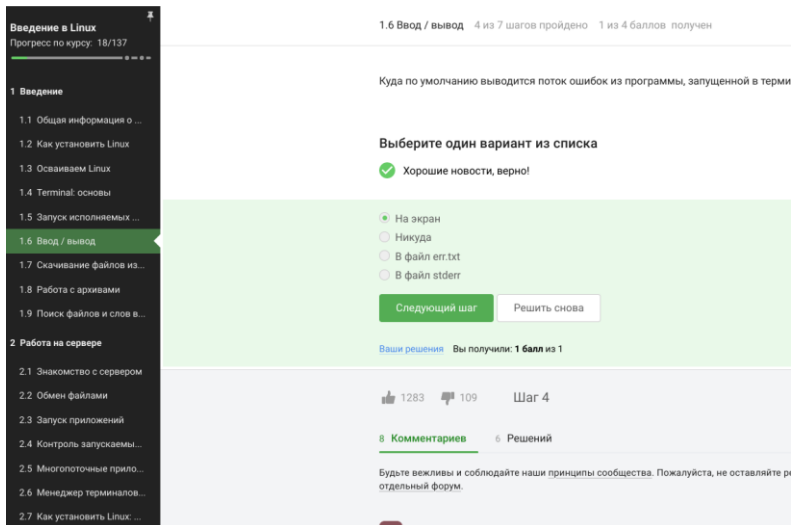 Введение в Linux
Прогресс по курсу: 18/137
1 Введение
1.1 Общая информация о ...
1.2 Как установить Linux
1.3 Осваиваем Linux
1.4 Terminal: основы
1.5 Запуск исполняемых ...
1.6 Ввод / вывод
1.7 Скачивание файлов из...
1.8 Работа с архивами
1.9 Поиск файлов и слов в...
2 Работа на сервере
2.1 Знакомство с сервером
2.2 Обмен файлами
2.3 Запуск приложений
2.4 Контроль запускаемы...
2.5 Многопоточные прило...
2.6 Менеджер терминалов...
2.7 Как установить Linux: ...
1.6 Ввод / вывод 4 из 7 шагов пройдено 1 из 4 баллов получен
Куда по умолчанию выводится поток ошибок из программы, запущенной в терми
Выберите один вариант из списка
Хорошие новости, верно!
На экран
Никуда
В файл err.txt
В файл stderr
Следующий шаг Решить снова
Ваши решения Вы получили: 1 балл из 1
1283 109 Шаг 4
8 Комментариев 6 Решений
Будьте вежливы и соблюдайте наши принципы сообщества. Пожалуйста, не оставляйте ре
отдельный форум.